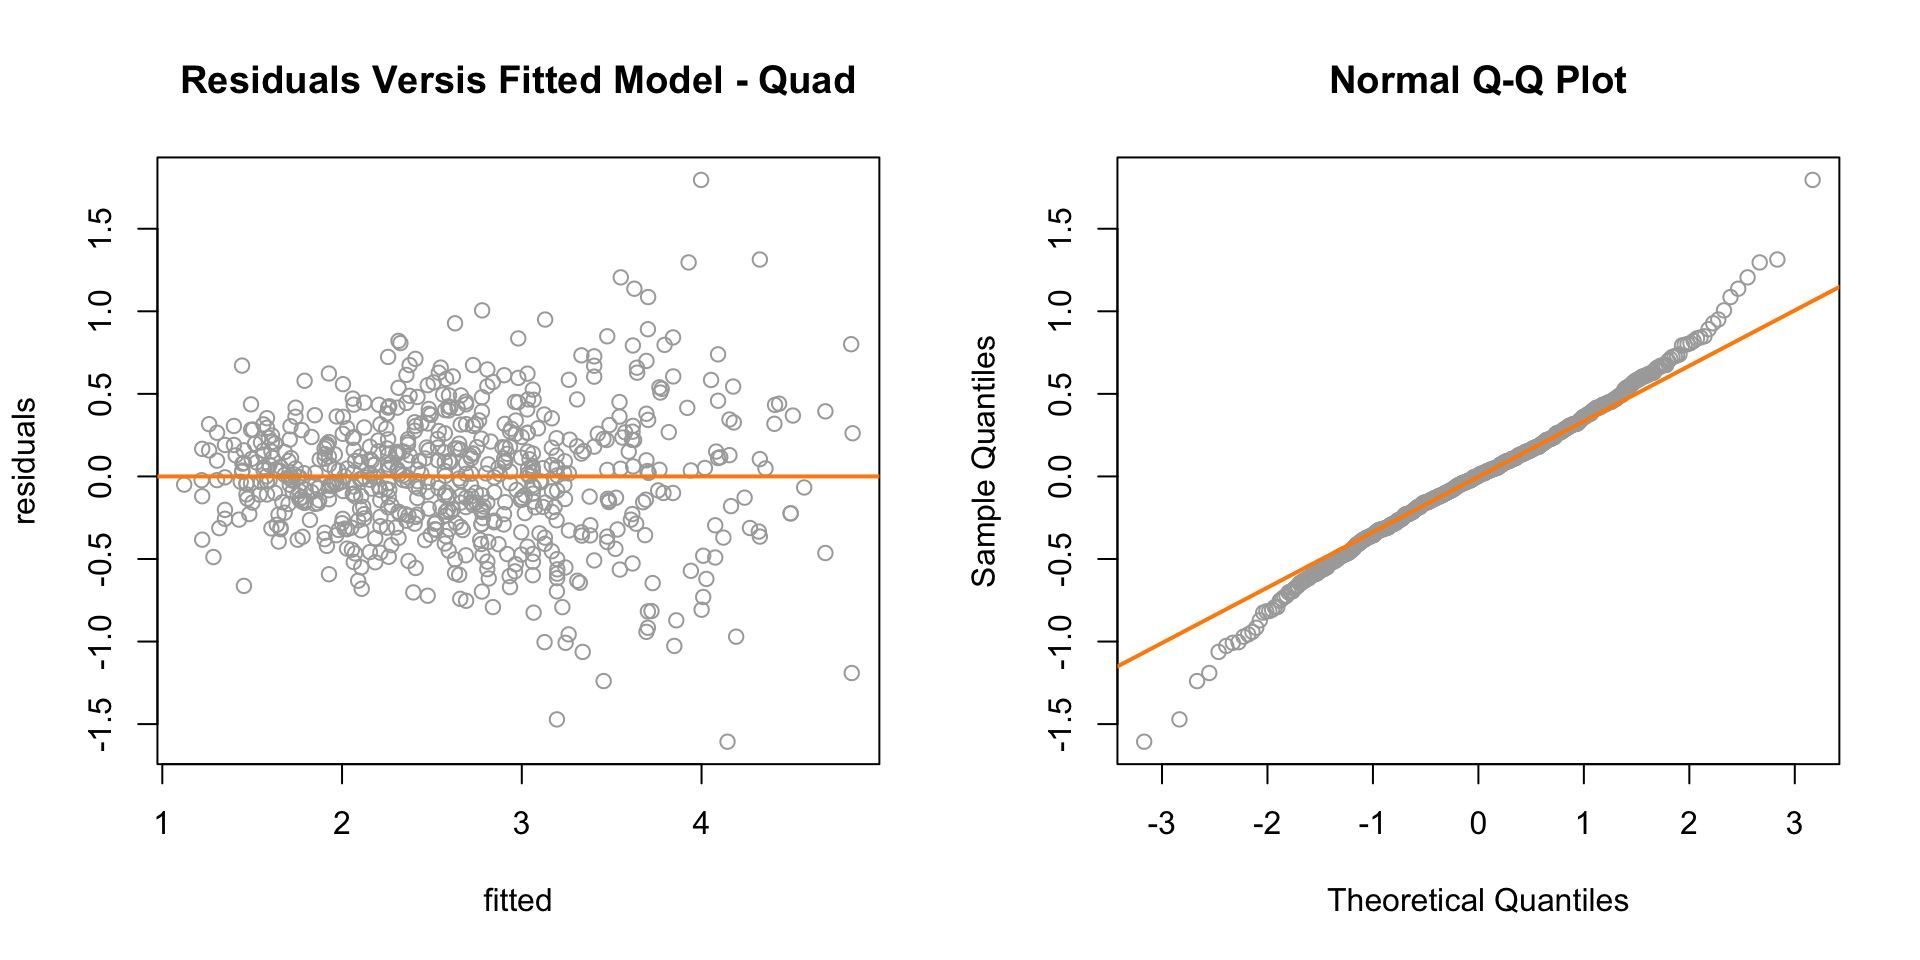 Residuals Versis Fitted Model - Quad
residuals
1.5
1.0
0.5
0.0
-0.5
-1.0
-1.5
1 2 3 4
fitted
Normal Q-Q Plot
Sample Quantiles
1.5
1.0
0.5
0.0
-0.5
-1.0
-1.5
-3 -2 -1 0 1 2 3
Theoretical Quantiles